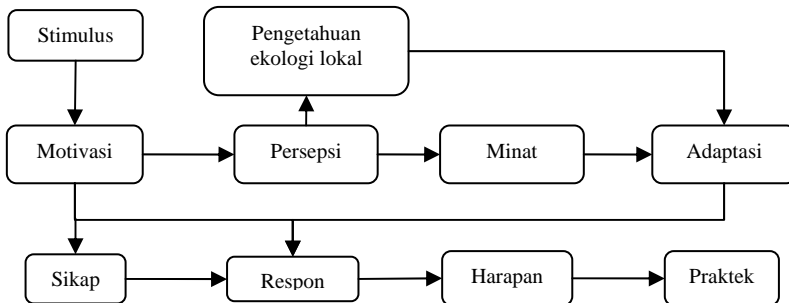 Stimulus
Pengetahuan
ekologi lokal
Motivasi
Persepsi
Minat
Adaptasi
Sikap
Respon
Harapan
Praktek